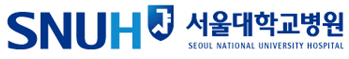 SNUH
서울대학교병원
SEOUL NATIONAL UNIVERSITY HOSPITAL